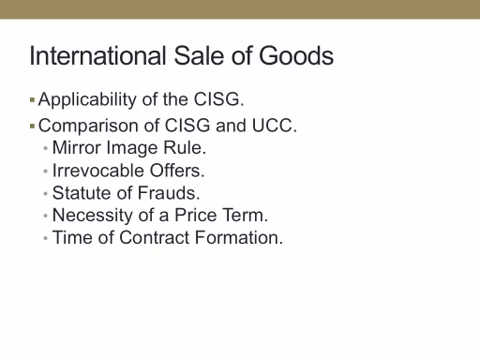 International Sale of Goods
▪Applicability of the CISG.
▪Comparison of CISG and UCC.
•Mirror Image Rule.
•Irrevocable Offers.
•Statute of Frauds.
•Necessity of a Price Term.
•Time of Contract Formation.